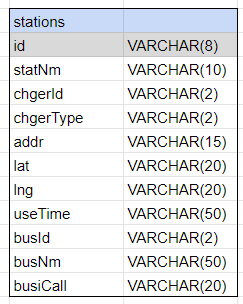 stations
id VARCHAR(8)
statNm VARCHAR(10)
chgerId VARCHAR(2)
chgerType VARCHAR(2)
addr VARCHAR(15)
lat VARCHAR(20)
lng VARCHAR(20)
useTime VARCHAR(50)
busId VARCHAR(2)
busNm VARCHAR(50)
busiCall VARCHAR(20)